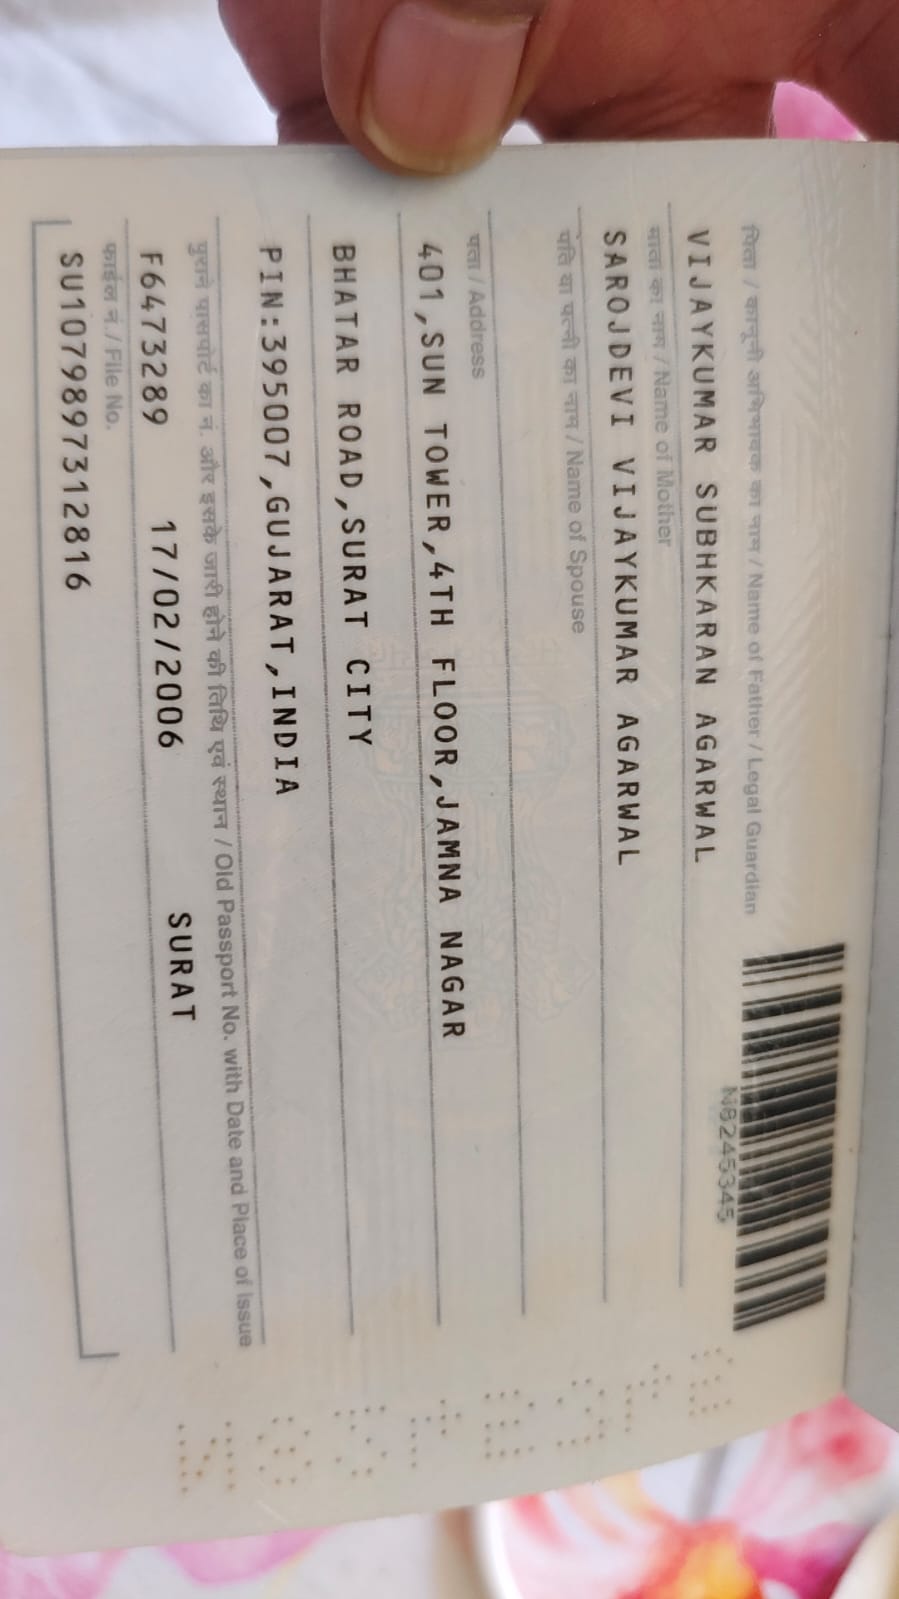 पिता / कानूनी अभिभावक का नाम / Name of Father / Legal Guardian
VIJAYKUMAR SUBHKARAN AGARWAL
N8245345
माता का नाम / Name of Mother
SAROJDEVI VIJAYKUMAR AGARWAL
पति या पत्नी का नाम / Name of Spouse
पता / Address
401,SUN TOWER,4TH FLOOR,JAMNA NAGAR
BHATAR ROAD,SURAT CITY
PIN:395007,GUJARAT,INDIA
पुराने पासपोर्ट का नं. और इसके जारी होने की तिथि एवं स्थान / Old Passport No. with Date and Place of Issue
F6473289 17/02/2006 SURAT
फाईल नं. / File No.
SU1079897312816